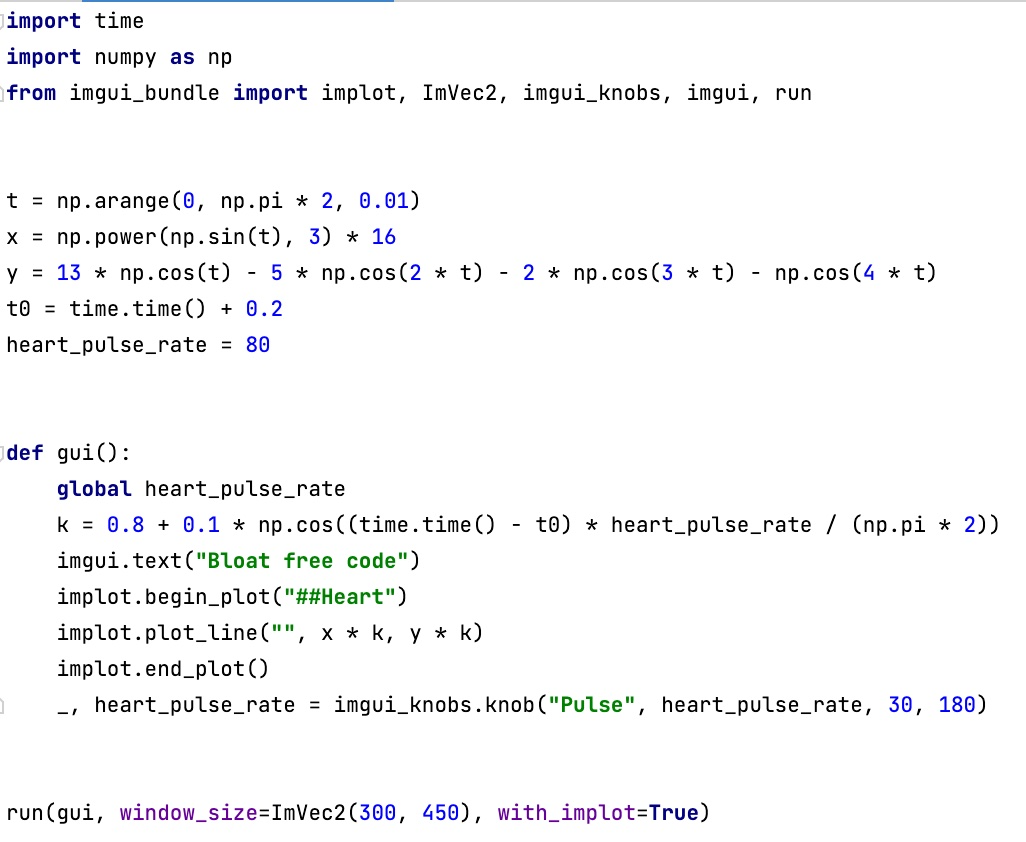 import time
import numpy as np
from imgui_bundle import implot, ImVec2, imgui_knobs, imgui, run
t = np.arange(0, np.pi * 2, 0.01)
x = np.power(np.sin(t), 3) * 16
y = 13 * np.cos(t) - 5 * np.cos(2 * t) - 2 * np.cos(3 * t) - np.cos(4 * t)
t0 = time.time() + 0.2
heart_pulse_rate = 80
def gui():
    global heart_pulse_rate
    k = 0.8 + 0.1 * np.cos((time.time() - t0) * heart_pulse_rate / (np.pi * 2))
    imgui.text("Bloat free code")
    implot.begin_plot("##Heart")
    implot.plot_line("", x * k, y * k)
    implot.end_plot()
    _, heart_pulse_rate = imgui_knobs.knob("Pulse", heart_pulse_rate, 30, 180)
run(gui, window_size=ImVec2(300, 450), with_implot=True)